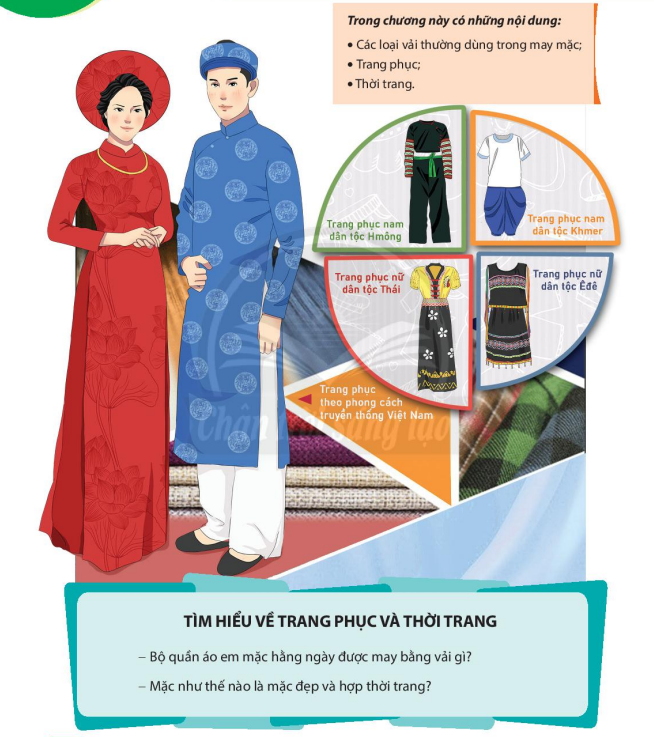 Trong chương này có những nội dung:
• Các loại vải thường dùng trong may mặc;
• Trang phục;
• Thời trang.
Trang phục nam
dân tộc Hmông
Trang phục nam
dân tộc Khmer
Trang phục nữ
dân tộc Thái
Trang phục nữ
dân tộc Êđê
Trang phục
theo phong cách
truyền thống Việt Nam
Chân trời sáng tạo
TÌM HIỂU VỀ TRANG PHỤC VÀ THỜI TRANG
– Bộ quần áo em mặc hằng ngày được may bằng vải gì?
– Mặc như thế nào là mặc đẹp và hợp thời trang?